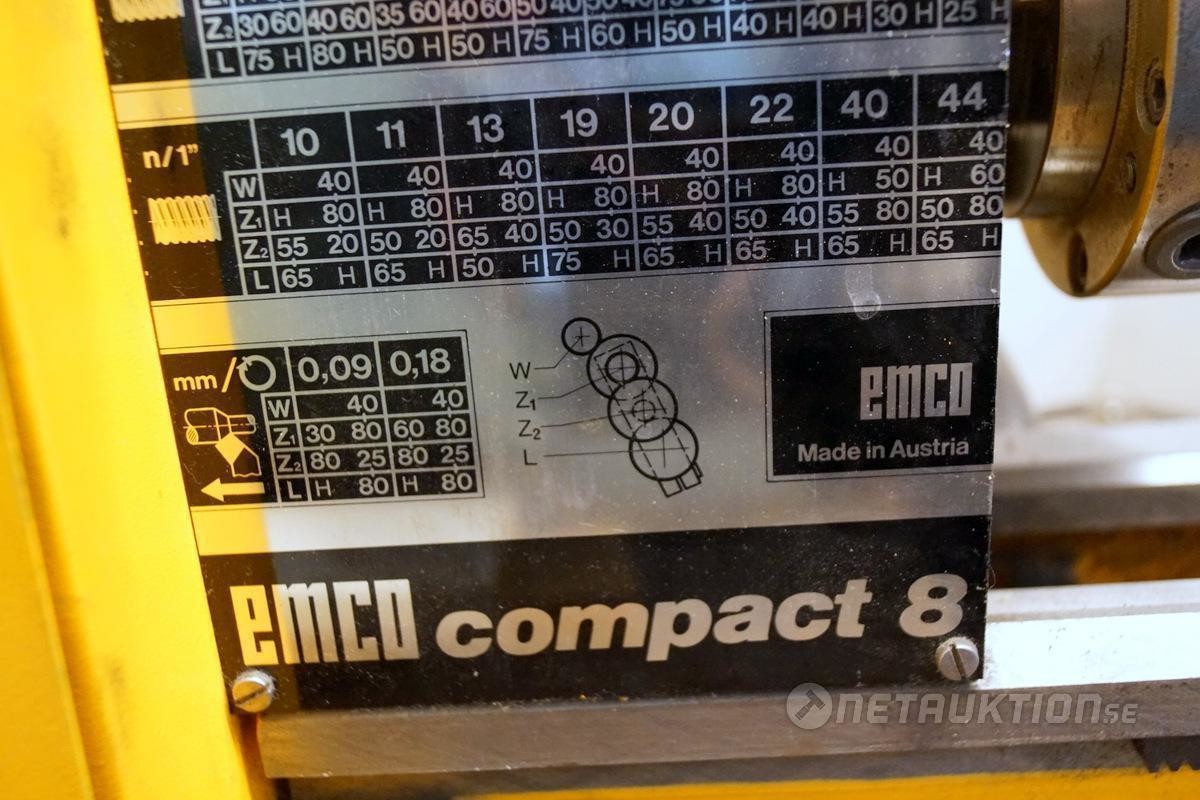 Z₂ 30 60 40 60 35 60 40 60 50 40
L 75 H 80 H 50 H 50 H 75 H 60 H 50 H 40 H 30 H 25 H
n/1" 10 11 13 19 20 22 40 44
W 40 40 40 40 40 40 40 40
Z₁ H 80 H 80 H 80 H 80 H 80 H 80 H 50 H 60
Z₂ 55 20 50 20 65 40 50 30 55 40 50 40 55 80 50 80
L 65 H 65 H 50 H 75 H 65 H 65 H 65 H 65 H
mm/ 0,09 0,18
W 40 40
Z₁ 30 80 60 80
Z₂ 80 25 80 25
L H 80 H 80
W
Z₁
Z₂
L
emco
Made in Austria
emco compact 8
NETAUKTION.SE